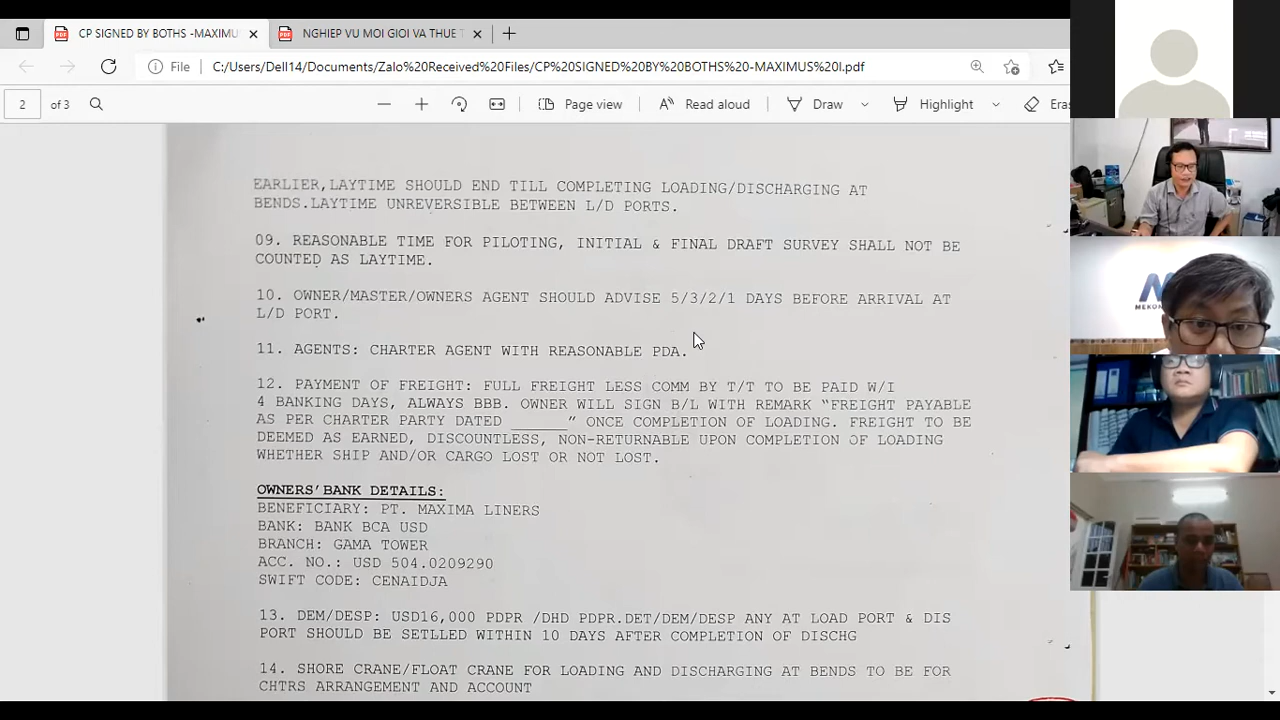 CP SIGNED BY BOTHS -MAXIMU
NGHIEP VU MOI GIOI VA THUE T
File
C:/Users/Dell14/Documents/Zalo%20Received%20Files/CP%20SIGNED%20BY%20BOTHS%20-MAXIMUS%20I.pdf
2 of 3
Page view
Read aloud
Draw
Highlight
Eras
EARLIER,LAYTIME SHOULD END TILL COMPLETING LOADING/DISCHARGING AT
BENDS.LAYTIME UNREVERSIBLE BETWEEN L/D PORTS.
09. REASONABLE TIME FOR PILOTING, INITIAL & FINAL DRAFT SURVEY SHALL NOT BE
COUNTED AS LAYTIME.
10. OWNER/MASTER/OWNERS AGENT SHOULD ADVISE 5/3/2/1 DAYS BEFORE ARRIVAL AT
L/D PORT.
11. AGENTS: CHARTER AGENT WITH REASONABLE PDA.
12. PAYMENT OF FREIGHT: FULL FREIGHT LESS COMM BY T/T TO BE PAID W/I
4 BANKING DAYS, ALWAYS BBB. OWNER WILL SIGN B/L WITH REMARK "FREIGHT PAYABLE
AS PER CHARTER PARTY DATED ______" ONCE COMPLETION OF LOADING. FREIGHT TO BE
DEEMED AS EARNED, DISCOUNTLESS, NON-RETURNABLE UPON COMPLETION OF LOADING
WHETHER SHIP AND/OR CARGO LOST OR NOT LOST.
OWNERS'BANK DETAILS:
BENEFICIARY: PT. MAXIMA LINERS
BANK: BANK BCA USD
BRANCH: GAMA TOWER
ACC. NO.: USD 504.0209290
SWIFT CODE: CENAIDJA
13. DEM/DESP: USD16,000 PDPR /DHD PDPR.DET/DEM/DESP ANY AT LOAD PORT & DIS
PORT SHOULD BE SETLLED WITHIN 10 DAYS AFTER COMPLETION OF DISCHG
14. SHORE CRANE/FLOAT CRANE FOR LOADING AND DISCHARGING AT BENDS TO BE FOR
CHTRS ARRANGEMENT AND ACCOUNT
MEKON